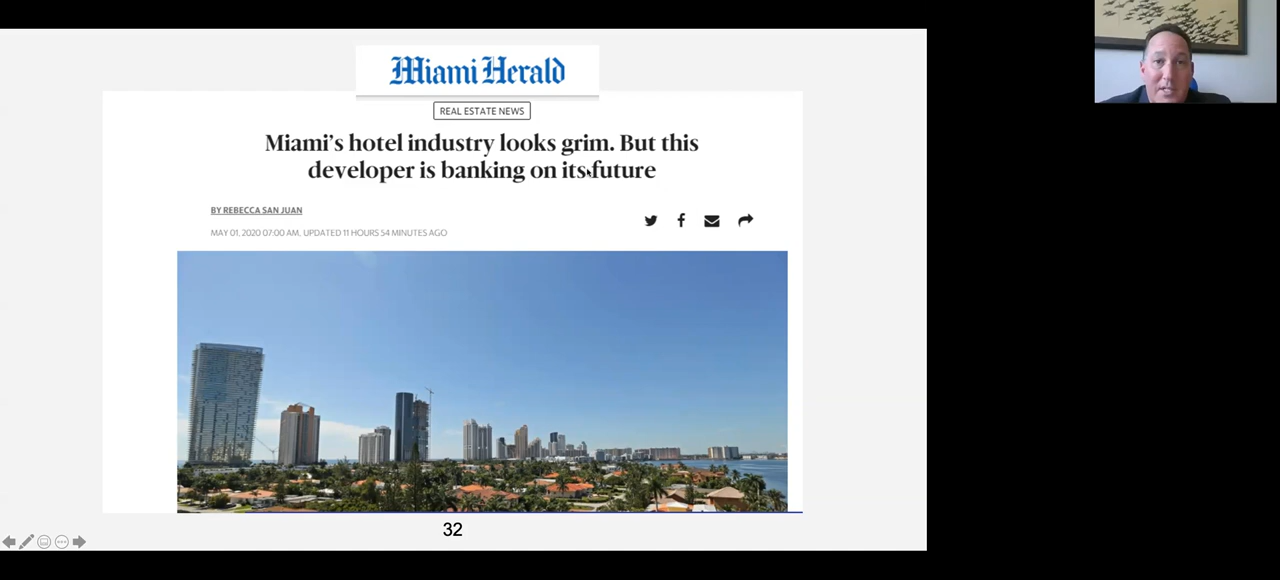 Miami Herald
REAL ESTATE NEWS
Miami's hotel industry looks grim. But this
developer is banking on its future
BY REBECCA SAN JUAN
MAY 01, 2020 07:00 AM, UPDATED 11 HOURS 54 MINUTES AGO
32